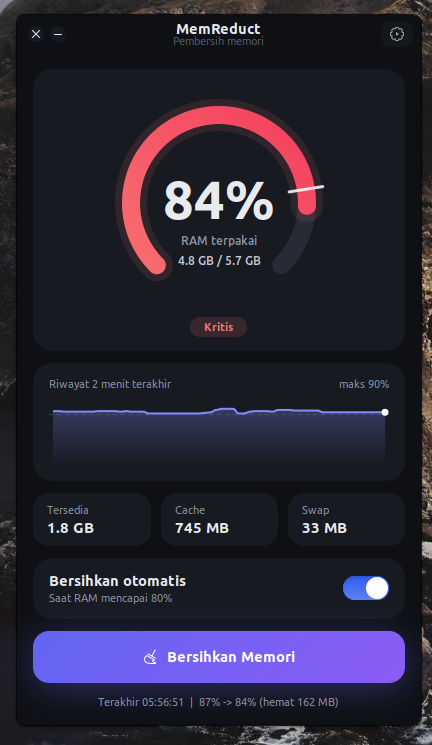 MemReduct
Pembersih memori
84%
RAM terpakai
4.8 GB / 5.7 GB
Kritis
Riwayat 2 menit terakhir maks 90%
Tersedia Cache Swap
1.8 GB 745 MB 33 MB
Bersihkan otomatis
Saat RAM mencapai 80%
Bersihkan Memori
Terakhir 05:56:51 | 87% -> 84% (hemat 162 MB)